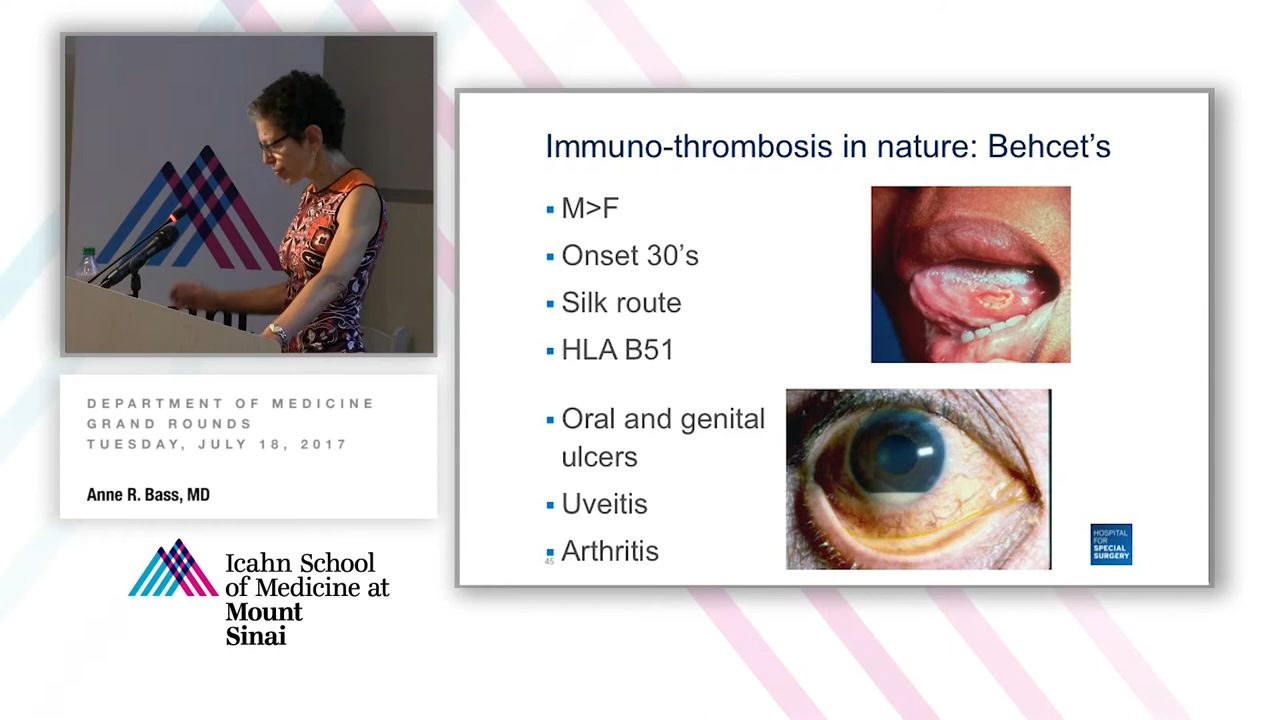 DEPARTMENT OF MEDICINE
GRAND ROUNDS
TUESDAY, JULY 18, 2017
Anne R. Bass, MD
Icahn School
of Medicine at
Mount
Sinai
Immuno-thrombosis in nature: Behcet's
▪ M>F
▪ Onset 30's
▪ Silk route
▪ HLA B51
▪ Oral and genital
ulcers
▪ Uveitis
▪ Arthritis
45
HOSPITAL
FOR
SPECIAL
SURGERY